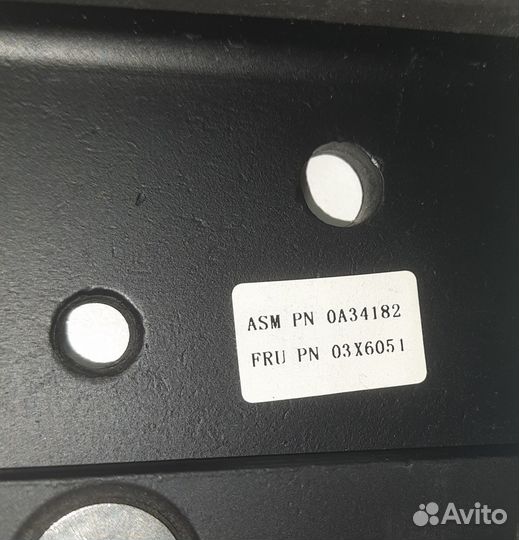 ASM PN 0A34182
FRU PN 03X6051
Avito